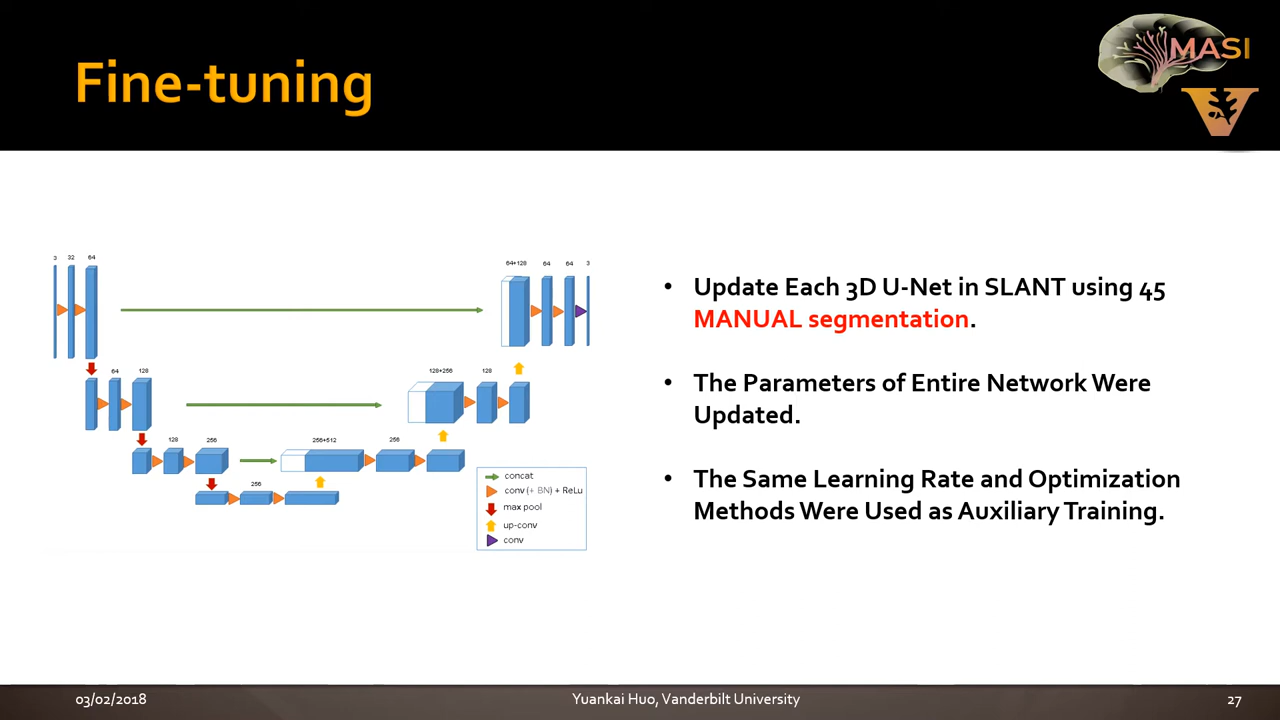 Fine-tuning
MASI
V
3 32 64
64+128 64 64 3
64 128
128+256 128
128 256
256+512 256
256
concat
conv (+ BN) + ReLu
max pool
up-conv
conv
• Update Each 3D U-Net in SLANT using 45
MANUAL segmentation.
• The Parameters of Entire Network Were
Updated.
• The Same Learning Rate and Optimization
Methods Were Used as Auxiliary Training.
03/02/2018
Yuankai Huo, Vanderbilt University
27